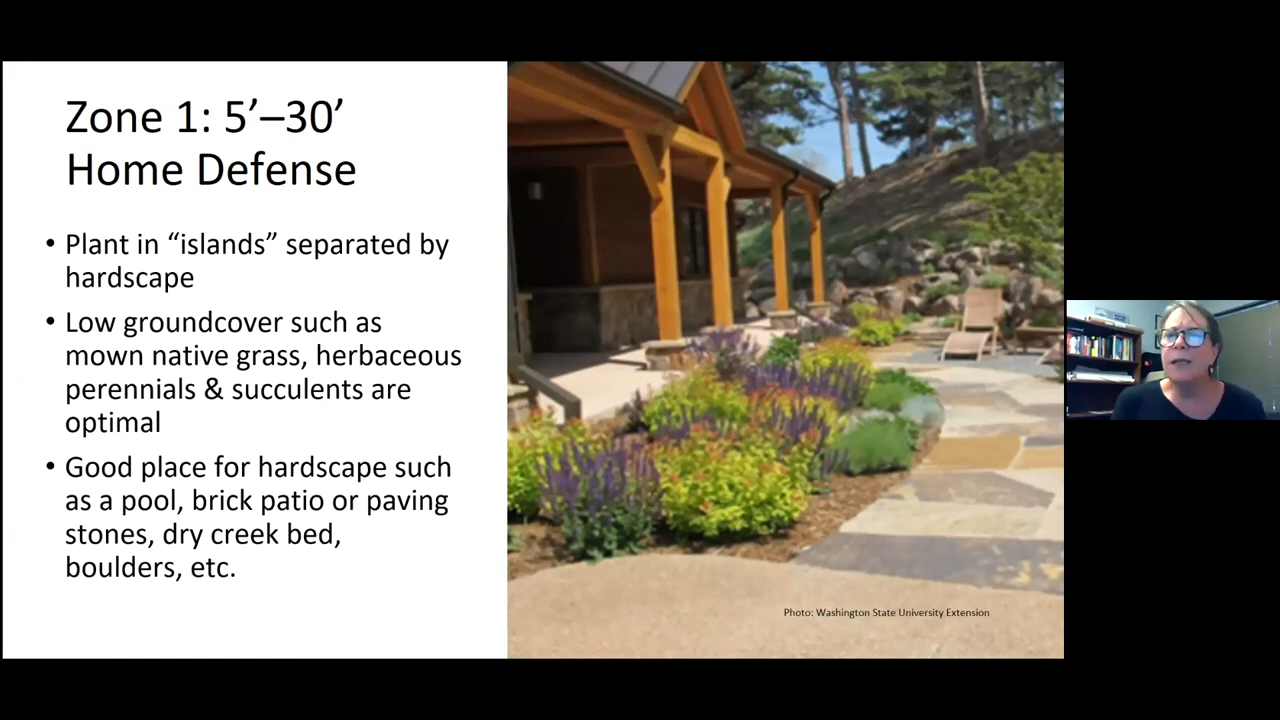 Zone 1: 5’–30’
Home Defense
• Plant in “islands” separated by
hardscape
• Low groundcover such as
mown native grass, herbaceous
perennials & succulents are
optimal
• Good place for hardscape such
as a pool, brick patio or paving
stones, dry creek bed,
boulders, etc.
Photo: Washington State University Extension